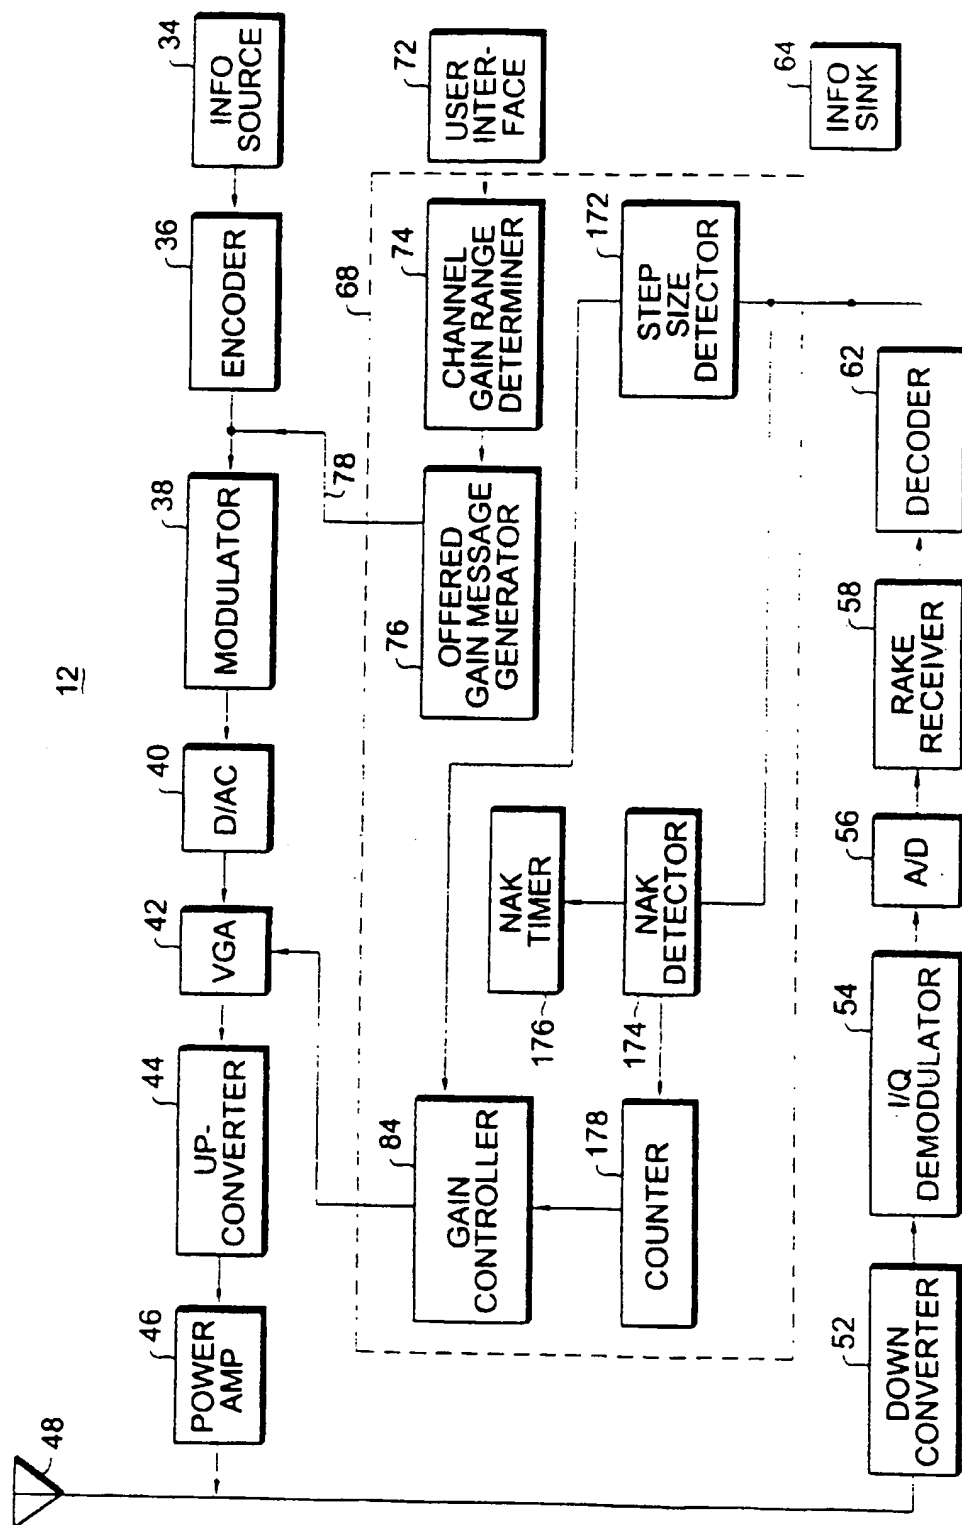 12
48
46
POWER
AMP
44
UP-
CONVERTER
42
VGA
40
D/AC
38
MODULATOR
36
ENCODER
34
INFO
SOURCE
78
68
72
USER
INTER-
FACE
74
CHANNEL
GAIN RANGE
DETERMINER
76
OFFERED
GAIN MESSAGE
GENERATOR
84
GAIN
CONTROLLER
176
NAK
TIMER
172
STEP
SIZE
DETECTOR
178
COUNTER
174
NAK
DETECTOR
64
INFO
SINK
52
DOWN
CONVERTER
54
I/Q
DEMODULATOR
56
A/D
58
RAKE
RECEIVER
62
DECODER